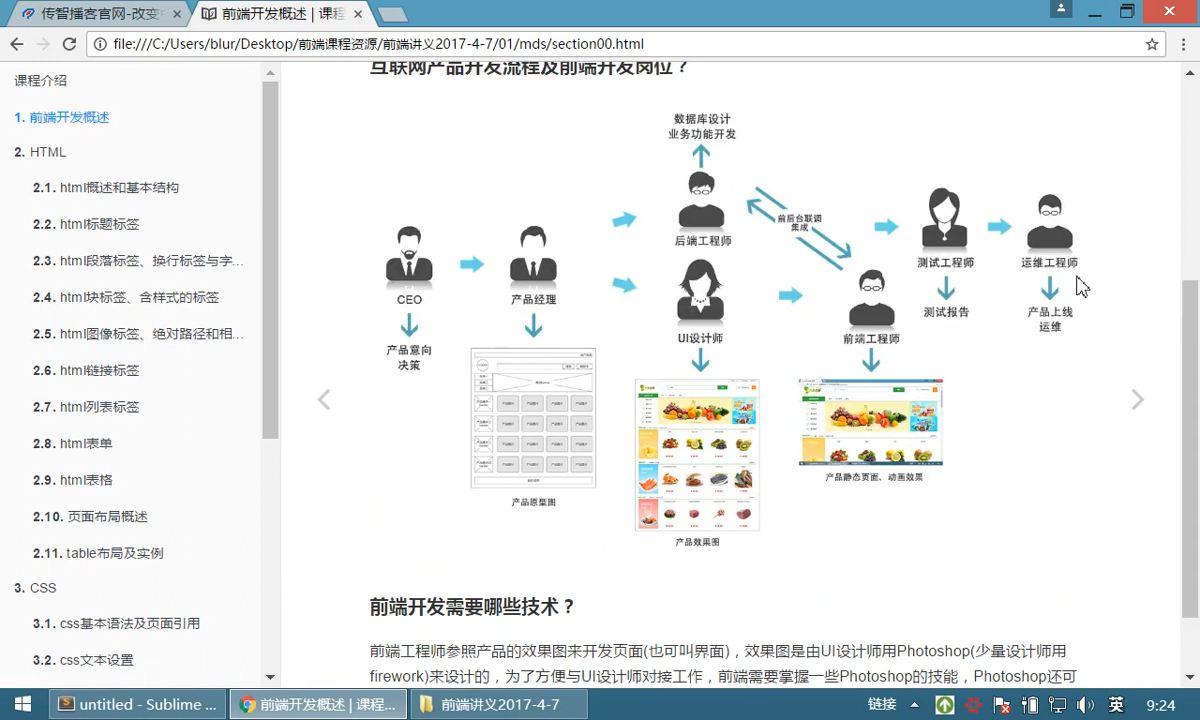 传智播客官网-改变
前端开发概述 | 课程
file:///C:/Users/blur/Desktop/前端课程资源/前端讲义2017-4-7/01/mds/section00.html
课程介绍
1. 前端开发概述
2. HTML
2.1. html概述和基本结构
2.2. html标题标签
2.3. html段落标签、换行标签与字...
2.4. html块标签、含样式的标签
2.5. html图像标签、绝对路径和相...
2.6. html链接标签
2.7. html列表标签
2.8. html表单
2.9. html表格
2.10. 页面布局概述
2.11. table布局及实例
3. CSS
3.1. css基本语法及页面引用
3.2. css文本设置
互联网产品开发流程及前端开发岗位？
数据库设计
业务功能开发
后端工程师
前后台联调
集成
测试工程师
运维工程师
CEO
产品经理
UI设计师
前端工程师
测试报告
产品上线
运维
产品意向
决策
产品原型图
产品效果图
产品静态页面、动画效果
前端开发需要哪些技术？
前端工程师参照产品的效果图来开发页面(也可叫界面)，效果图是由UI设计师用Photoshop(少量设计师用
firework)来设计的，为了方便与UI设计师对接工作，前端需要掌握一些Photoshop的技能，Photoshop还可
untitled - Sublime ...
前端开发概述 | 课程...
前端讲义2017-4-7
链接
英
9:24